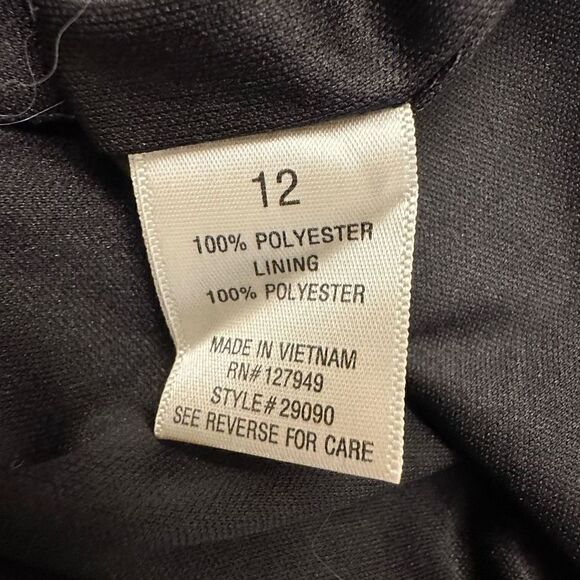 12
100% POLYESTER
LINING
100% POLYESTER
MADE IN VIETNAM
RN#127949
STYLE#29090
SEE REVERSE FOR CARE